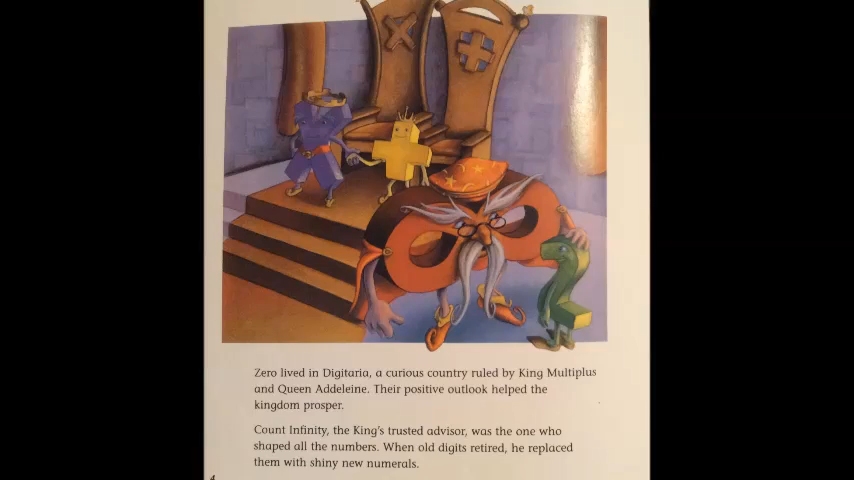 Zero lived in Digitaria, a curious country ruled by King Multiplus
and Queen Addeleine. Their positive outlook helped the
kingdom prosper.
Count Infinity, the King's trusted advisor, was the one who
shaped all the numbers. When old digits retired, he replaced
them with shiny new numerals.
4